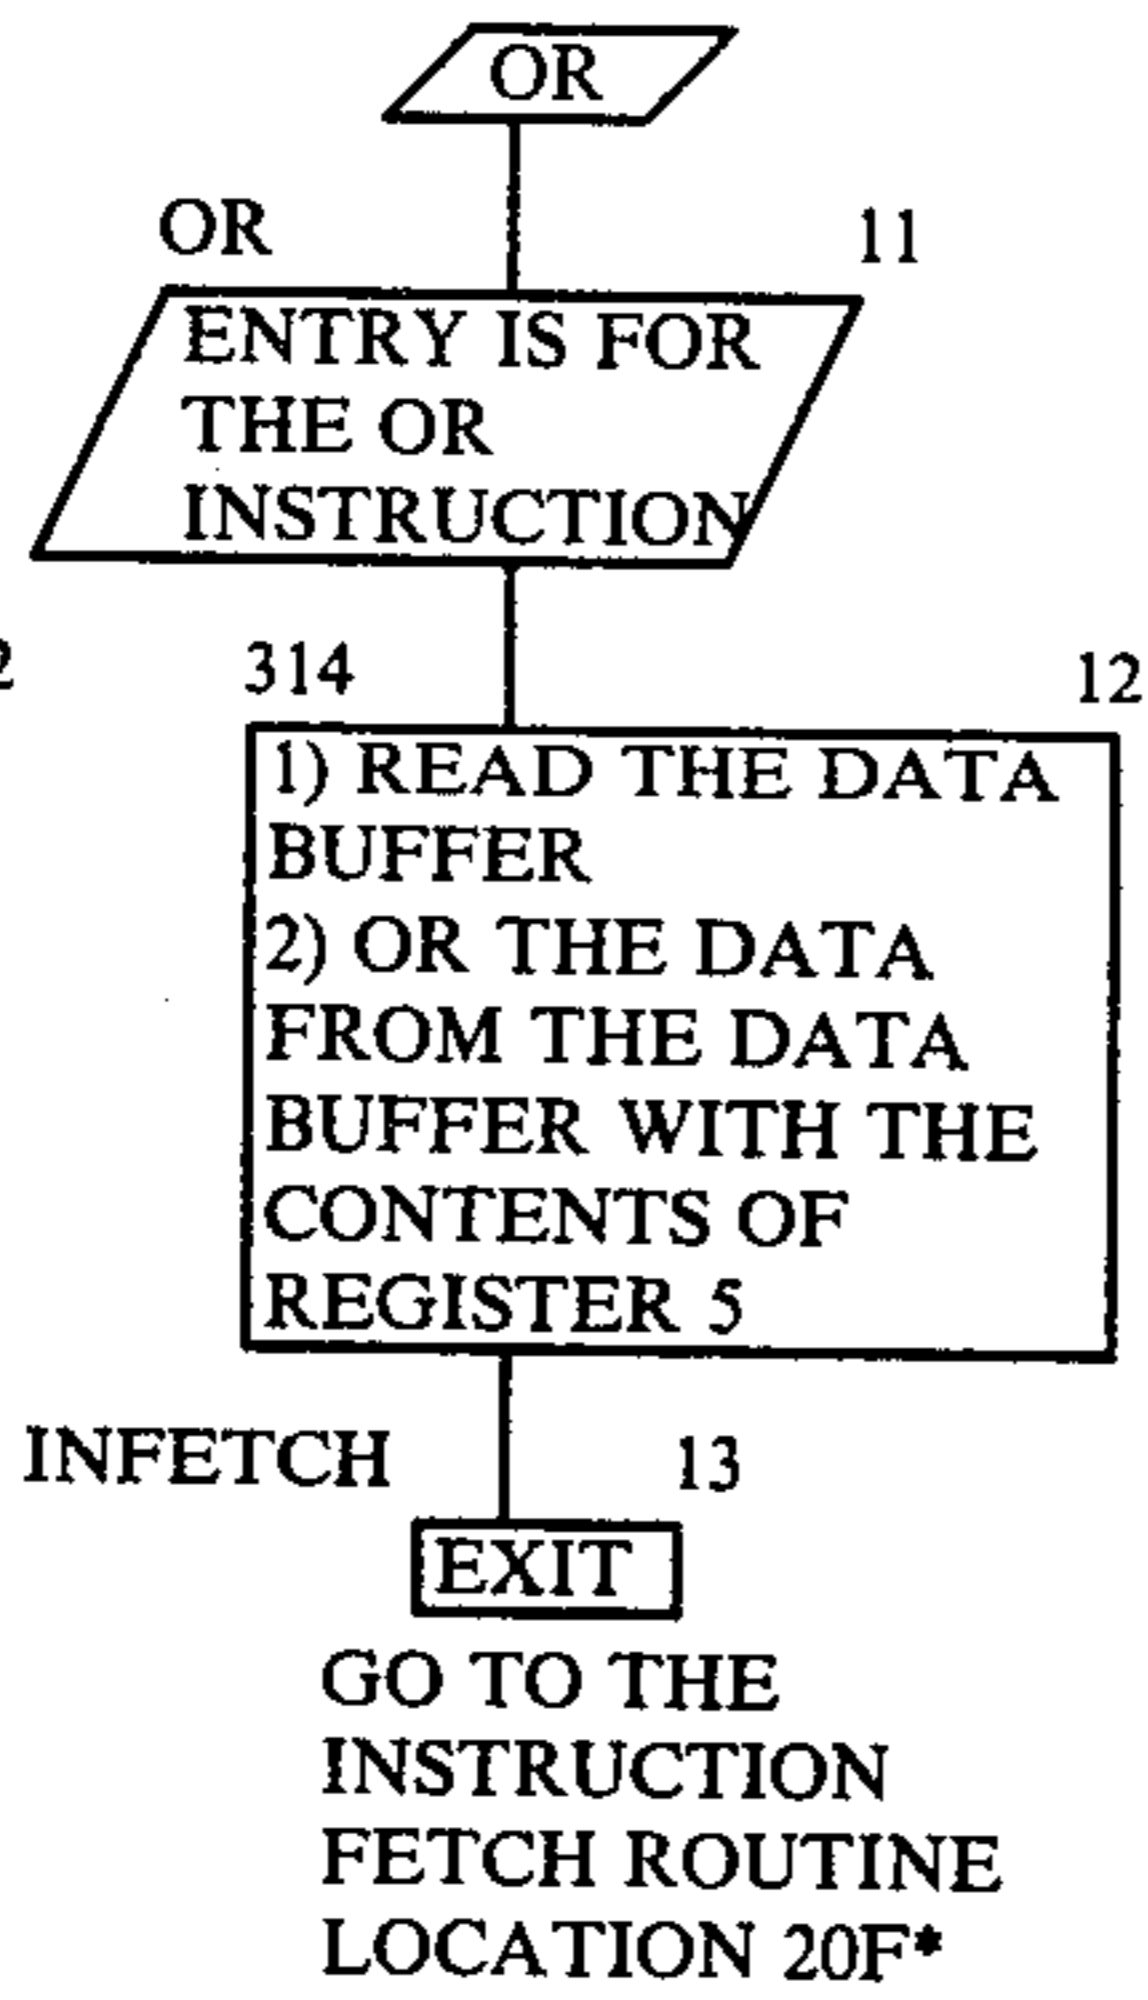 OR
OR 11
ENTRY IS FOR
THE OR
INSTRUCTION
2 314 12
1) READ THE DATA
BUFFER
2) OR THE DATA
FROM THE DATA
BUFFER WITH THE
CONTENTS OF
REGISTER 5
INFETCH 13
EXIT
GO TO THE
INSTRUCTION
FETCH ROUTINE
LOCATION 20F*